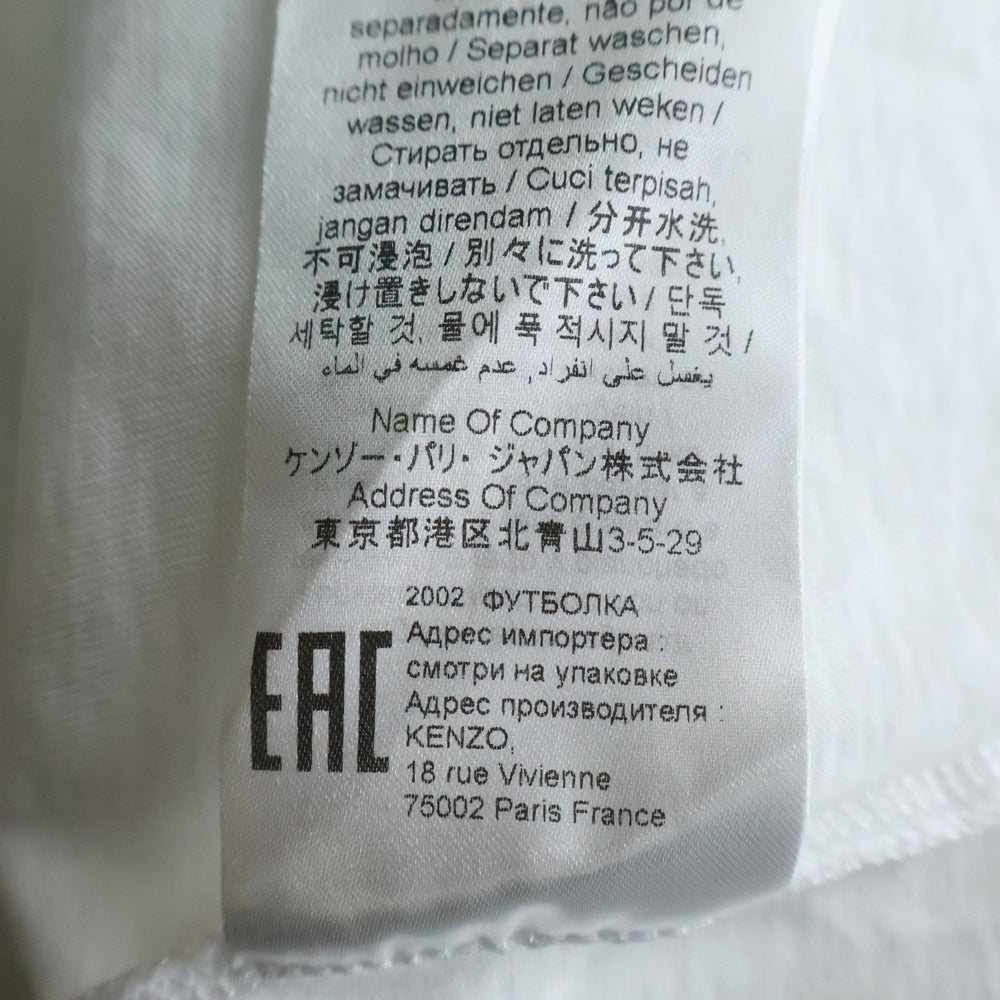 separadamente, não por de
molho / Separat waschen,
nicht einweichen / Gescheiden
wassen, niet laten weken /
Стирать отдельно, не
замачивать / Cuci terpisah,
jangan direndam / 分开水洗,
不可浸泡 / 別々に洗って下さい,
浸け置きしないで下さい / 단독
세탁할 것, 물에 푹 적시지 말 것 /
يغسل على انفراد, عدم غمسه في الماء
Name Of Company
ケンゾー・パリ・ジャパン株式会社
Address Of Company
東京都港区北青山3-5-29
2002 ФУТБОЛКА
Адрес импортера :
смотри на упаковке
Адрес производителя :
EAC
KENZO,
18 rue Vivienne
75002 Paris France